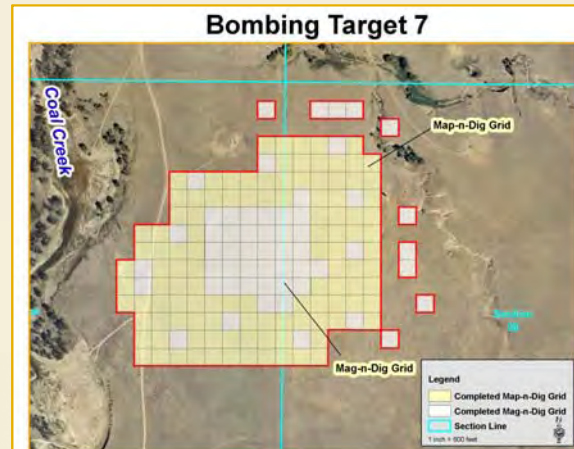 Bombing Target 7
Coal Creek
Map-n-Dig Grid
Section
Mag-n-Dig Grid
Legend
Completed Map-n-Dig Grid
Completed Mag-n-Dig Grid
Section Line
N
1 inch = 600 feet